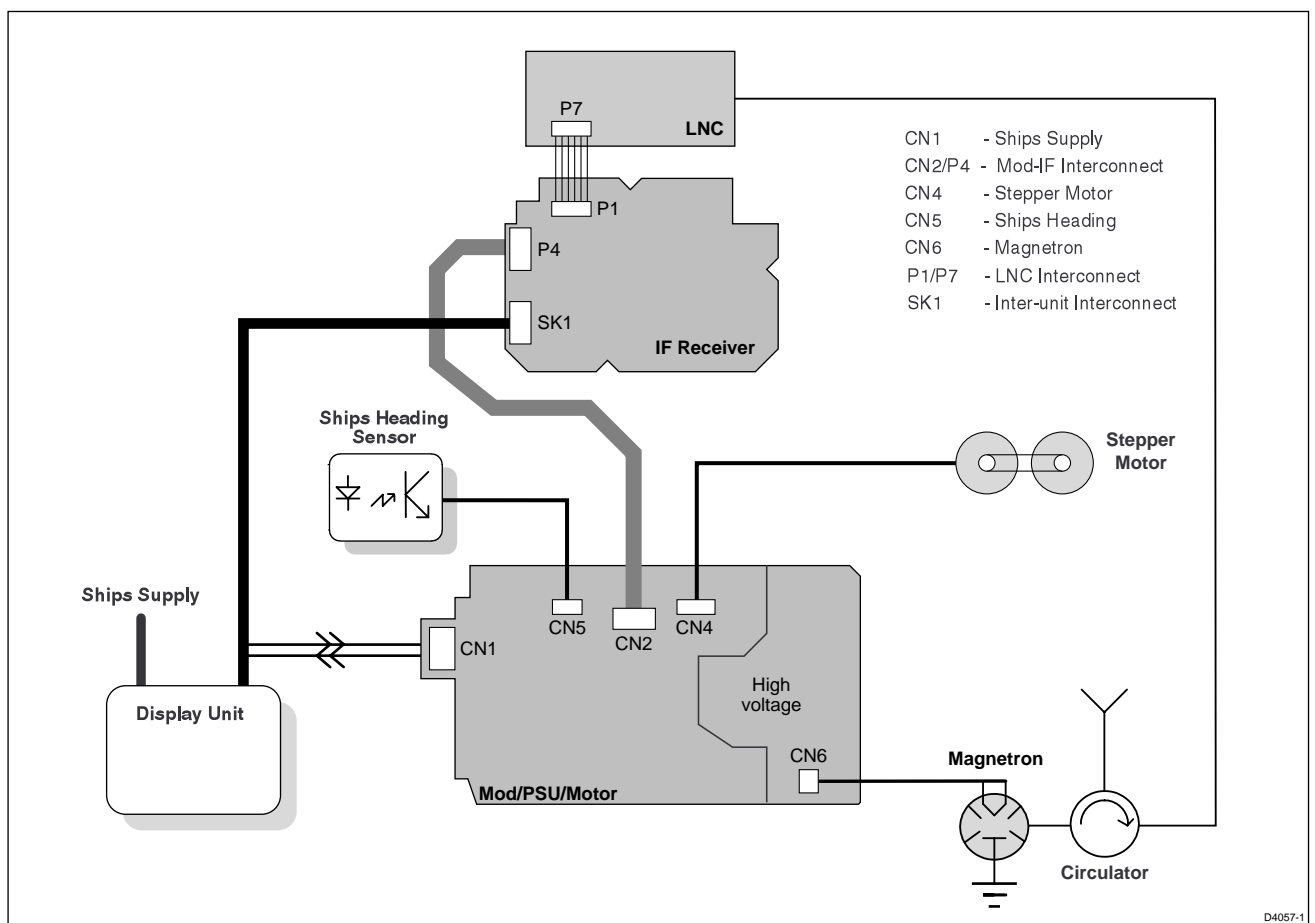 P7
LNC
CN1 - Ships Supply
CN2/P4 - Mod-IF Interconnect
CN4 - Stepper Motor
CN5 - Ships Heading
CN6 - Magnetron
P1/P7 - LNC Interconnect
SK1 - Inter-unit Interconnect
P1
P4
SK1
IF Receiver
Ships Heading
Sensor
Stepper
Motor
Ships Supply
CN5
CN2
CN4
CN1
High
voltage
Display Unit
CN6
Magnetron
Mod/PSU/Motor
Circulator
D4057-1